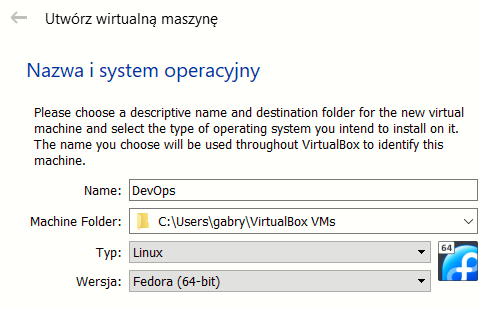 Utwórz wirtualną maszynę
Nazwa i system operacyjny
Please choose a descriptive name and destination folder for the new virtual
machine and select the type of operating system you intend to install on it.
The name you choose will be used throughout VirtualBox to identify this
machine.
Name: DevOps
Machine Folder: C:\Users\gabry\VirtualBox VMs
Typ: Linux
64
Wersja: Fedora (64-bit)